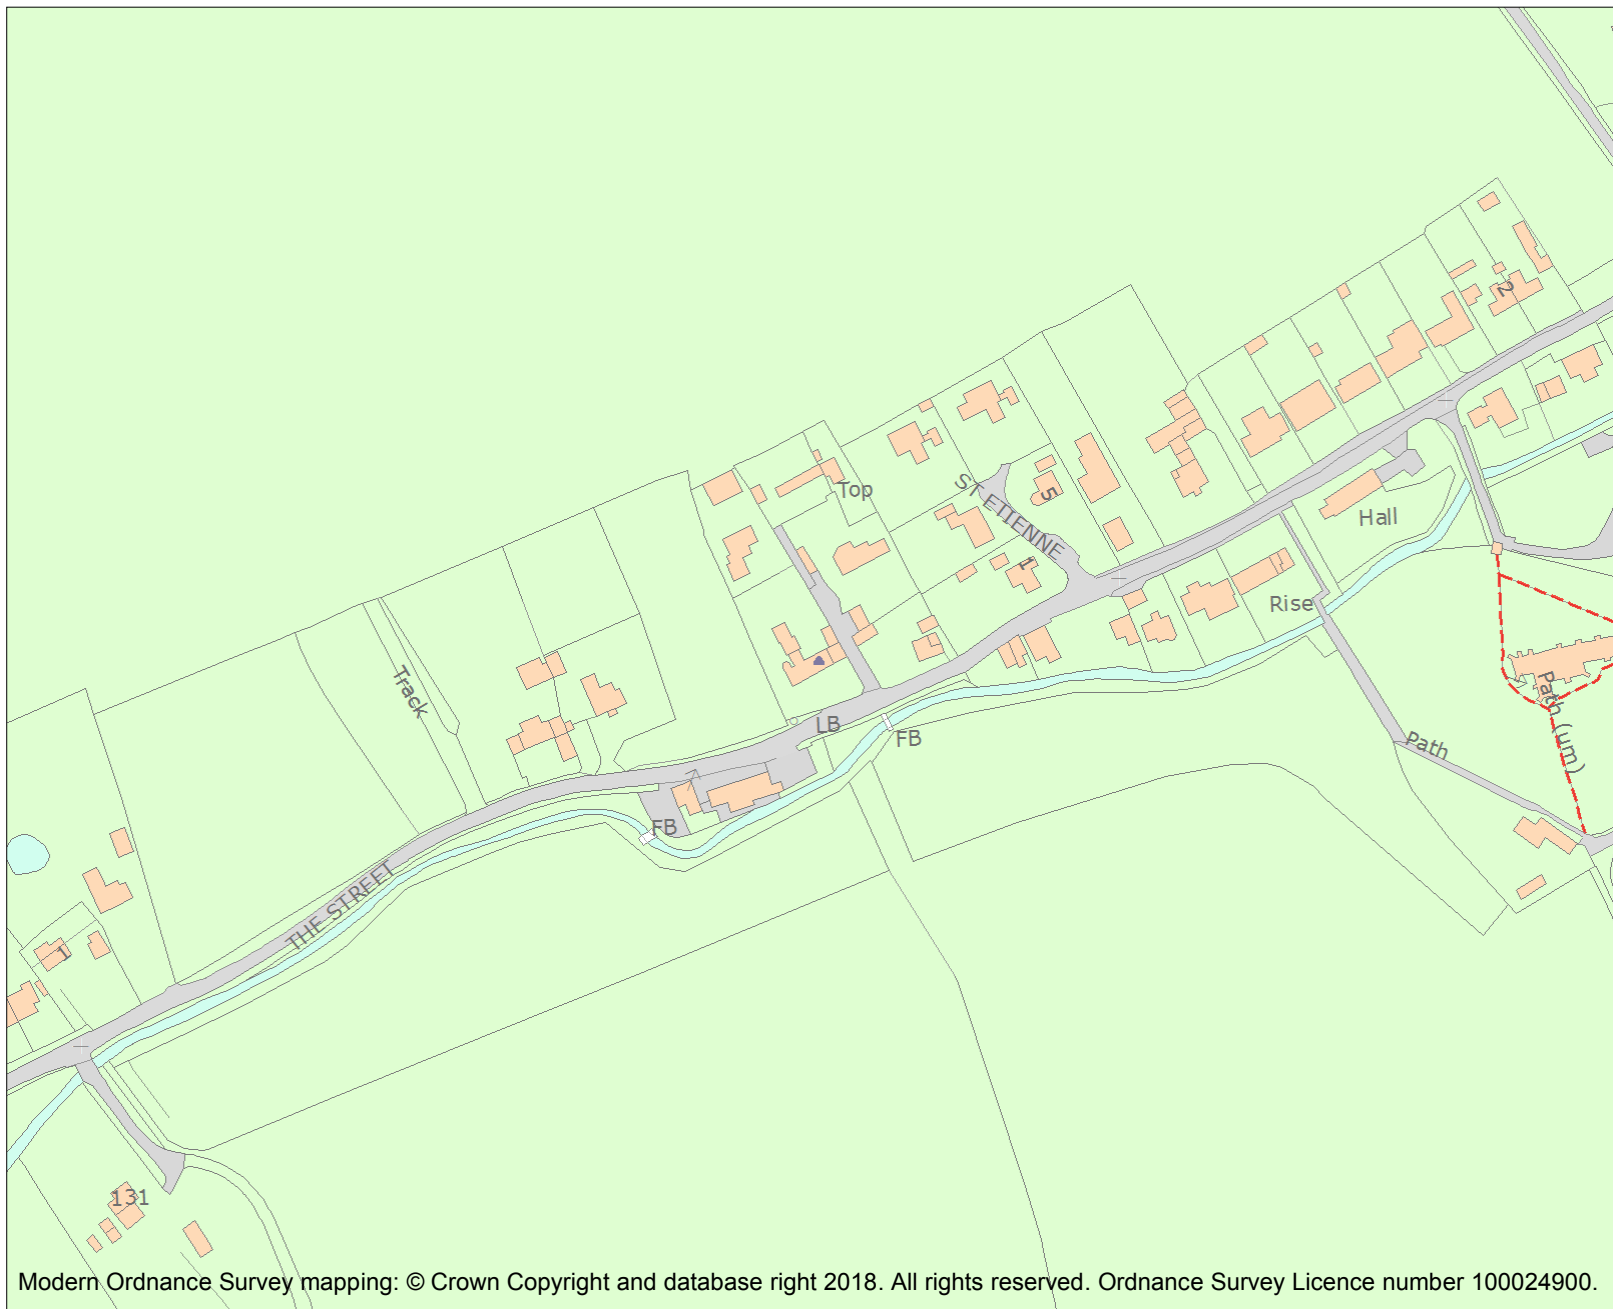 2
Top
ST ETIENNE
5
Hall
1
Rise
Track
Path (um)
LB
FB
Path
FB
THE STREET
1
131
Modern Ordnance Survey mapping: © Crown Copyright and database right 2018. All rights reserved. Ordnance Survey Licence number 100024900.